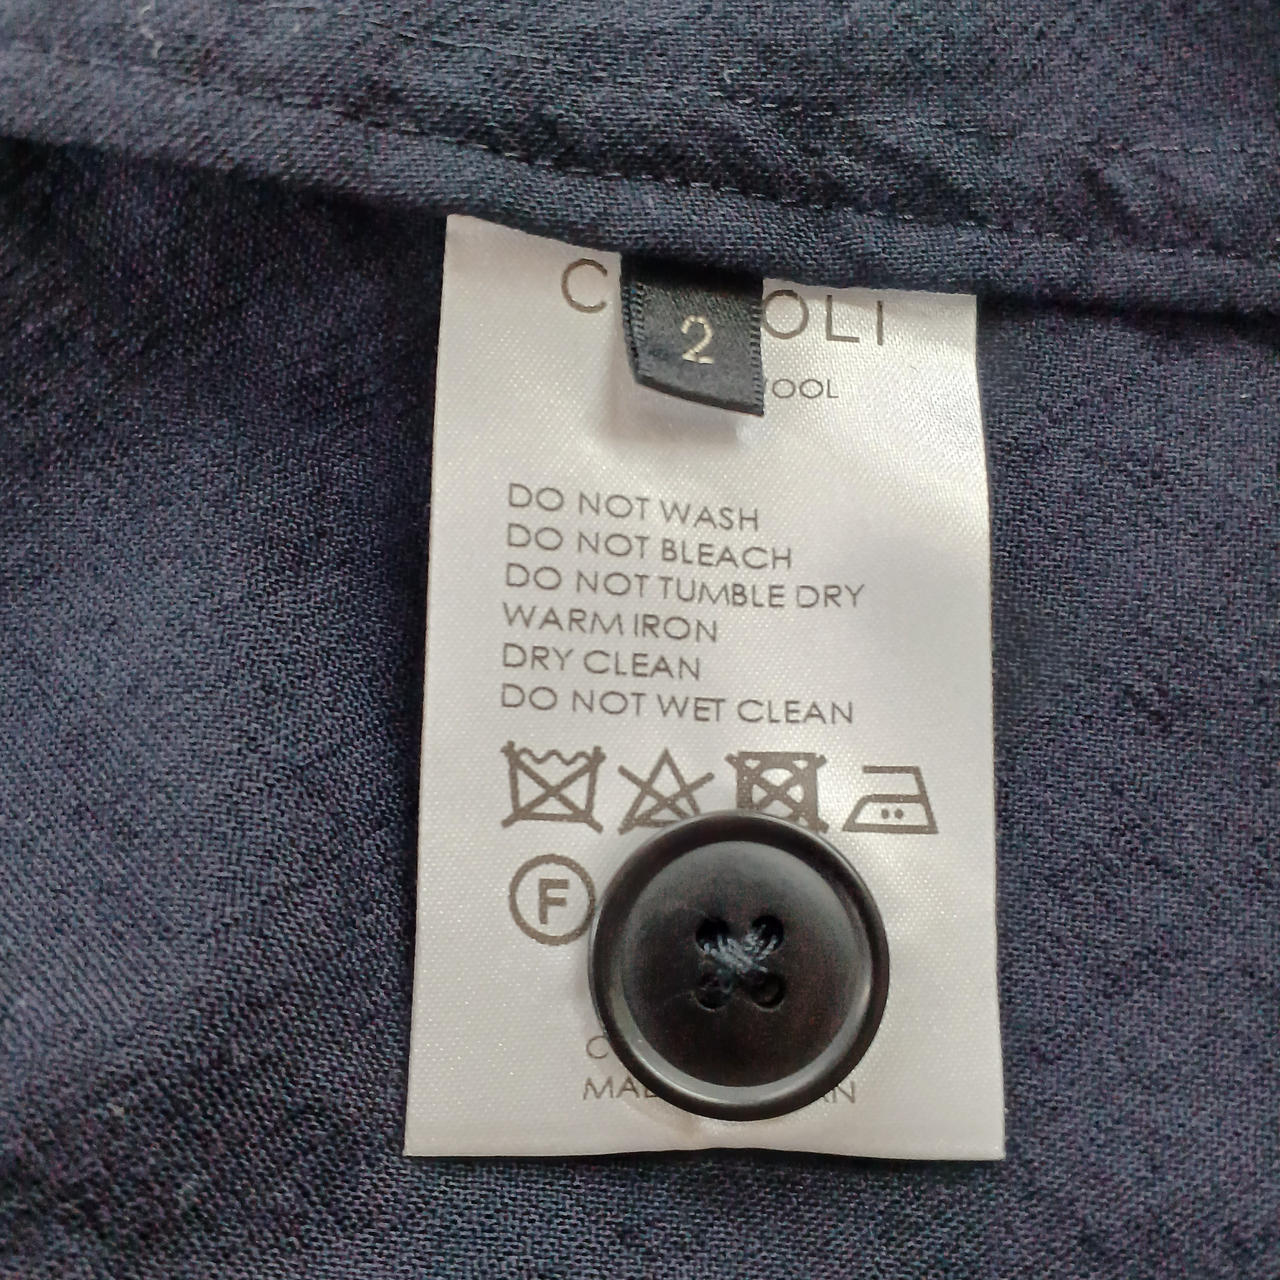 2
DO NOT WASH
DO NOT BLEACH
DO NOT TUMBLE DRY
WARM IRON
DRY CLEAN
DO NOT WET CLEAN
F